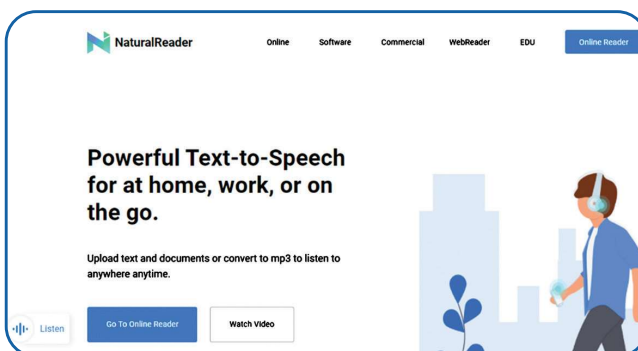 NaturalReader
Online Software Commercial WebReader EDU Online Reader
Powerful Text-to-Speech
for at home, work, or on
the go.
Upload text and documents or convert to mp3 to listen to
anywhere anytime.
Listen Go To Online Reader Watch Video